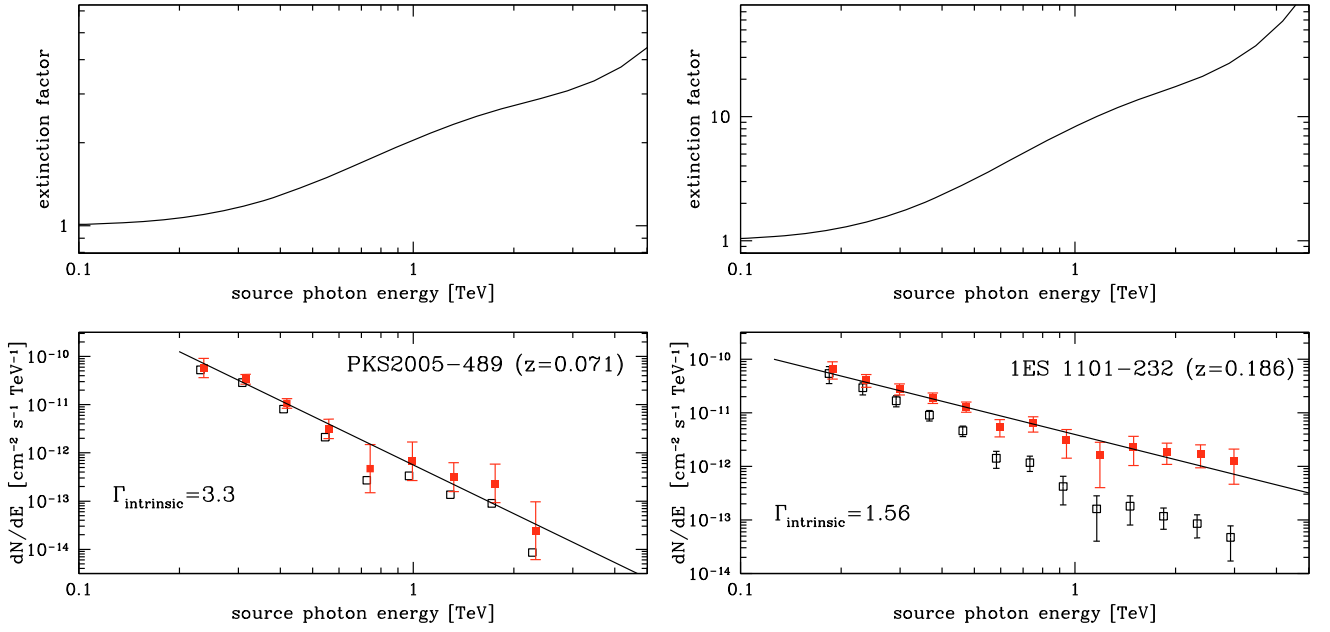 extinction factor
1
0.1
1
source photon energy [TeV]
extinction factor
10
1
0.1
1
source photon energy [TeV]
dN/dE [cm⁻² s⁻¹ TeV⁻¹]
10⁻¹⁰
10⁻¹¹
10⁻¹²
10⁻¹³
10⁻¹⁴
PKS2005−489 (z=0.071)
Γintrinsic=3.3
0.1
1
source photon energy [TeV]
dN/dE [cm⁻² s⁻¹ TeV⁻¹]
10⁻¹⁰
10⁻¹¹
10⁻¹²
10⁻¹³
10⁻¹⁴
1ES 1101−232 (z=0.186)
Γintrinsic=1.56
0.1
1
source photon energy [TeV]